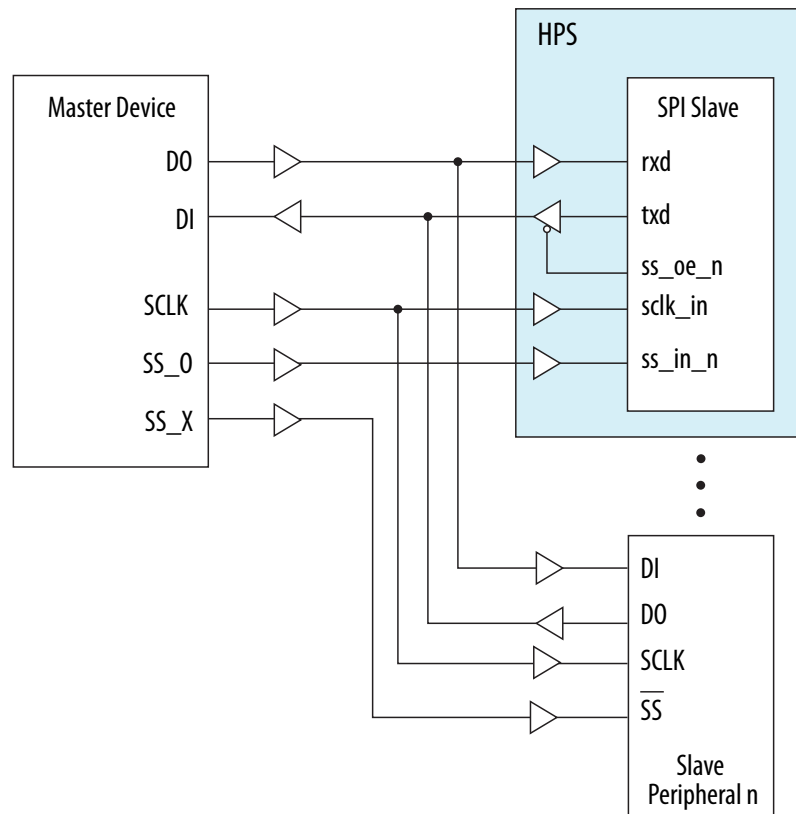 HPS
Master Device
DO
DI
SCLK
SS_0
SS_X
SPI Slave
rxd
txd
ss_oe_n
sclk_in
ss_in_n
DI
DO
SCLK
SS
Slave
Peripheral n